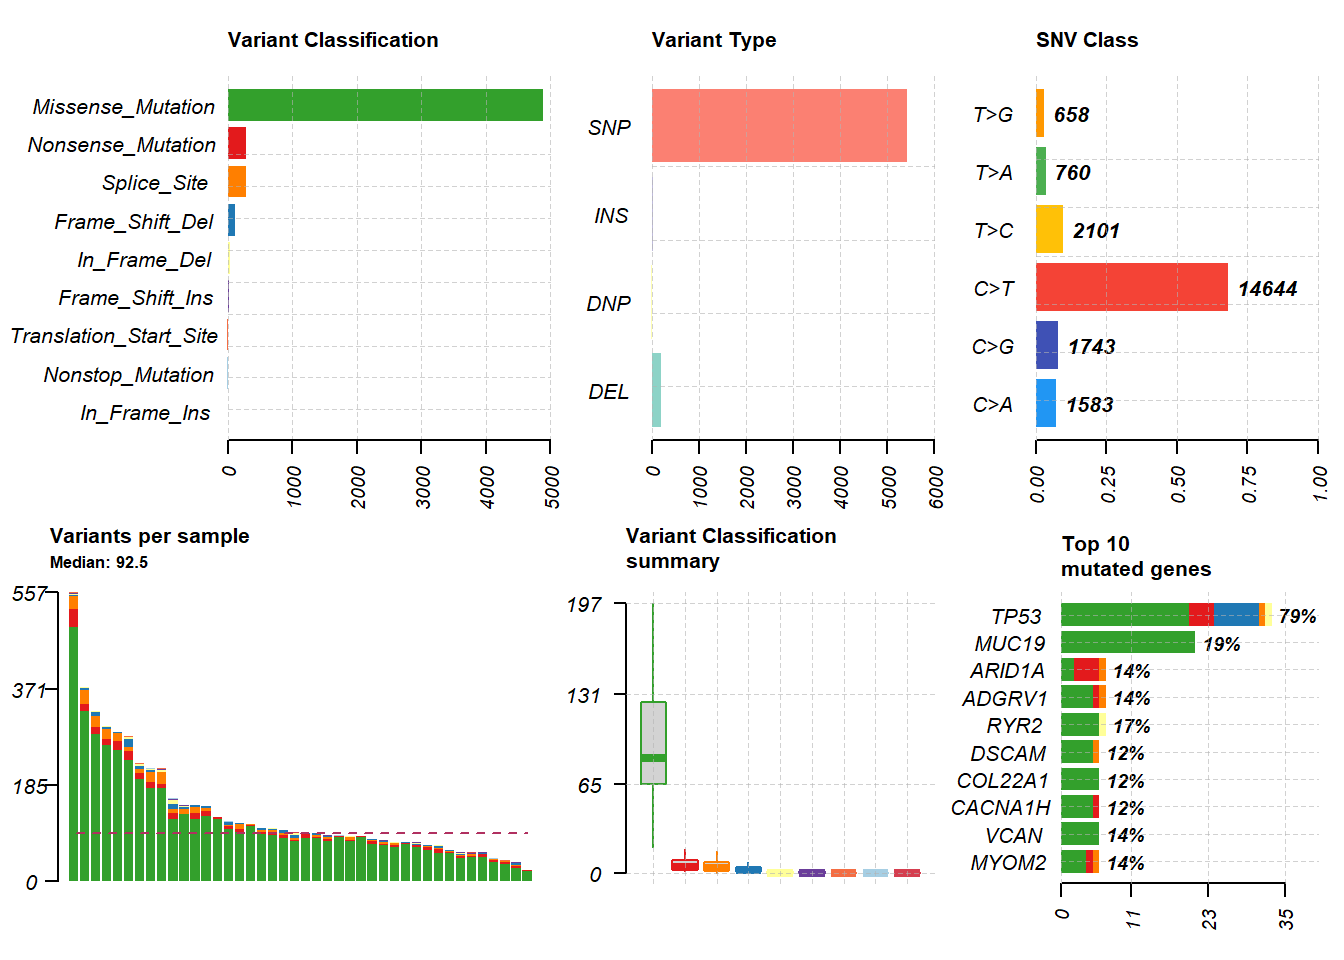 Variant Classification
Missense_Mutation
Nonsense_Mutation
Splice_Site
Frame_Shift_Del
In_Frame_Del
Frame_Shift_Ins
Translation_Start_Site
Nonstop_Mutation
In_Frame_Ins
0
1000
2000
3000
4000
5000
Variant Type
SNP
INS
DNP
DEL
0
1000
2000
3000
4000
5000
6000
SNV Class
T>G 658
T>A 760
T>C 2101
C>T 14644
C>G 1743
C>A 1583
0.00
0.25
0.50
0.75
1.00
Variants per sample
Median: 92.5
557
371
185
0
Variant Classification
summary
197
131
65
0
Top 10
mutated genes
TP53 79%
MUC19 19%
ARID1A 14%
ADGRV1 14%
RYR2 17%
DSCAM 12%
COL22A1 12%
CACNA1H 12%
VCAN 14%
MYOM2 14%
0
11
23
35